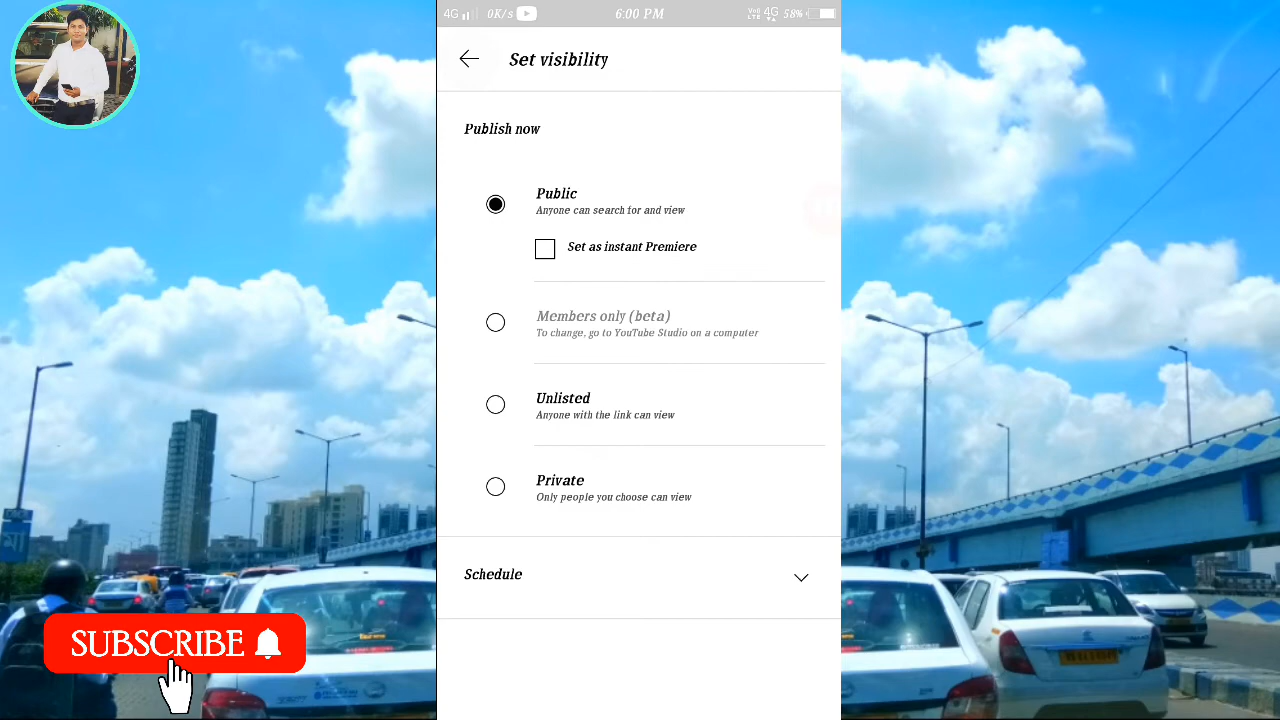 4G 0K/s 6:00 PM VoO LTE 4G 58%
Set visibility
Publish now
Public
Anyone can search for and view
Set as instant Premiere
Members only (beta)
To change, go to YouTube Studio on a computer
Unlisted
Anyone with the link can view
Private
Only people you choose can view
Schedule
SUBSCRIBE